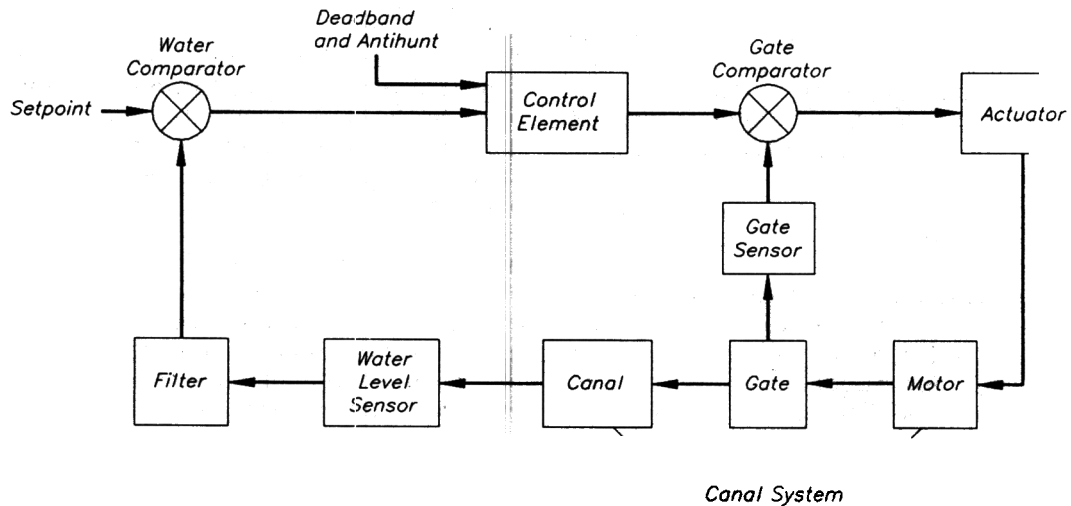 Deadband
and Antihunt
Water
Comparator
Gate
Comparator
Setpoint
Control
Element
Actuator
Gate
Sensor
Filter
Water
Level
Sensor
Canal
Gate
Motor
Canal System